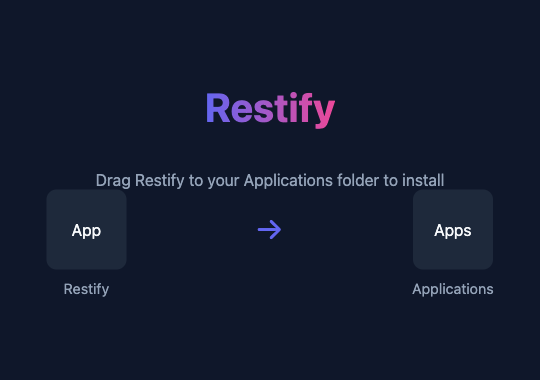 Restify
Drag Restify to your Applications folder to install
App
Apps
Restify
Applications